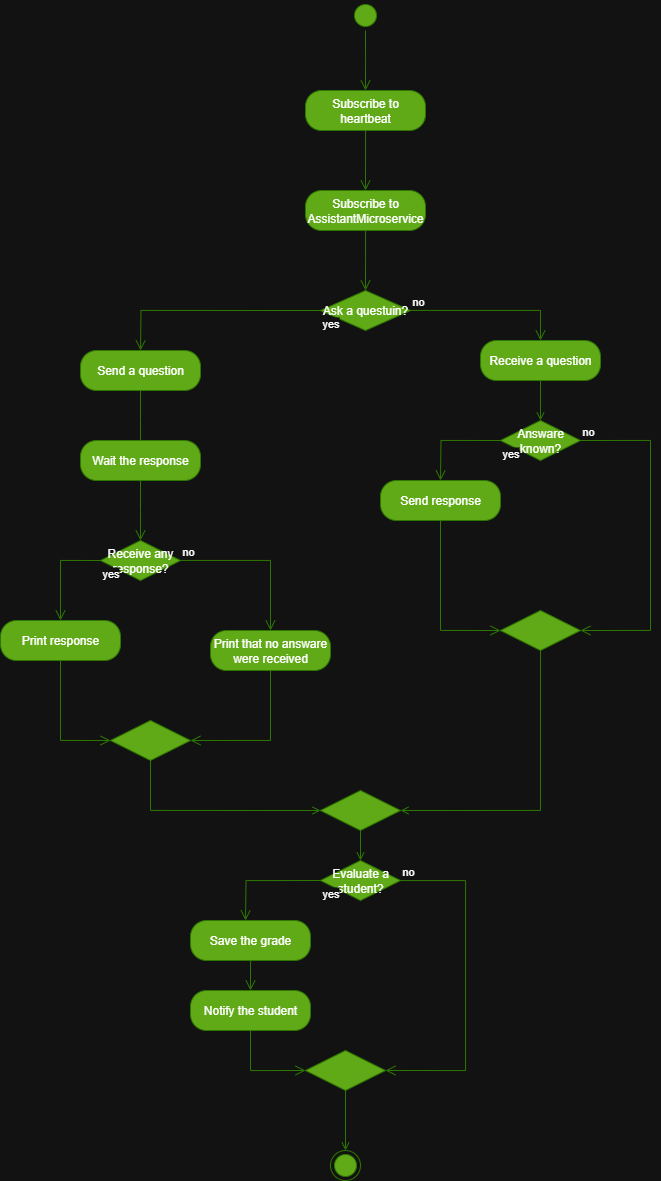 Subscribe to
heartbeat
Subscribe to
AssistantMicroservice
Ask a questuin?
no
yes
Send a question
Receive a question
Answare
known?
no
yes
Wait the response
Send response
Receive any
response?
no
yes
Print response
Print that no answare
were received
Evaluate a
student?
no
yes
Save the grade
Notify the student